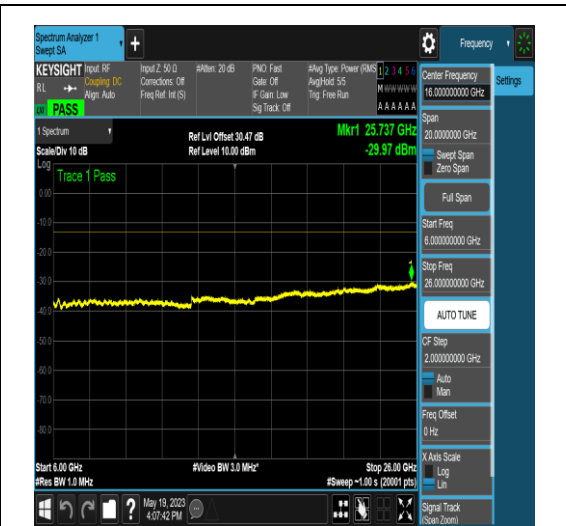 Spectrum Analyzer 1
Swept SA
+
Frequency
KEYSIGHT
RL
PASS
Input: RF
Coupling: DC
Align: Auto
Input Z: 50 Ω
Corrections: Off
Freq Ref: Int (S)
#Atten: 20 dB
PNO: Fast
Gate: Off
IF Gain: Low
Sig Track: Off
#Avg Type: Power (RMS
Avg|Hold: 5/5
Trig: Free Run
1 2 3 4 5 6
M W W W W W
A A A A A A
1 Spectrum
Scale/Div 10 dB
Ref Lvl Offset 30.47 dB
Ref Level 10.00 dBm
Mkr1 25.737 GHz
-29.97 dBm
Log
Trace 1 Pass
0.00
-10.0
-20.0
-30.0
-40.0
-50.0
-60.0
-70.0
-80.0
1
Start 6.00 GHz
#Res BW 1.0 MHz
#Video BW 3.0 MHz*
Stop 26.00 GHz
#Sweep ~1.00 s (20001 pts)
?
May 19, 2023
4:07:42 PM
Center Frequency
16.000000000 GHz
Settings
Span
20.0000000 GHz
Swept Span
Zero Span
Full Span
Start Freq
6.000000000 GHz
Stop Freq
26.000000000 GHz
AUTO TUNE
CF Step
2.000000000 GHz
Auto
Man
Freq Offset
0 Hz
X Axis Scale
Log
Lin
Signal Track
(Span Zoom)